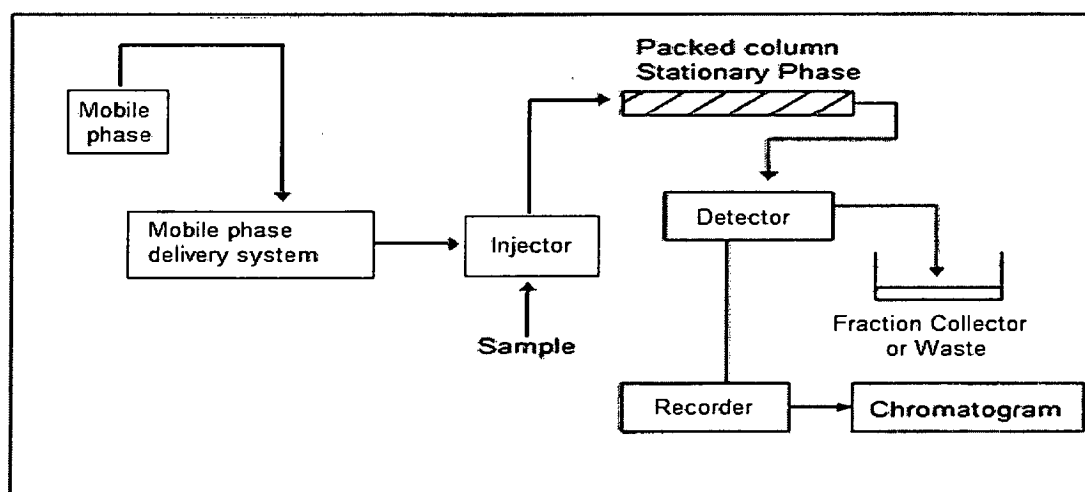 Packed column
Stationary Phase
Mobile
phase
Mobile phase
delivery system
Injector
Detector
Sample
Fraction Collector
or Waste
Recorder
Chromatogram